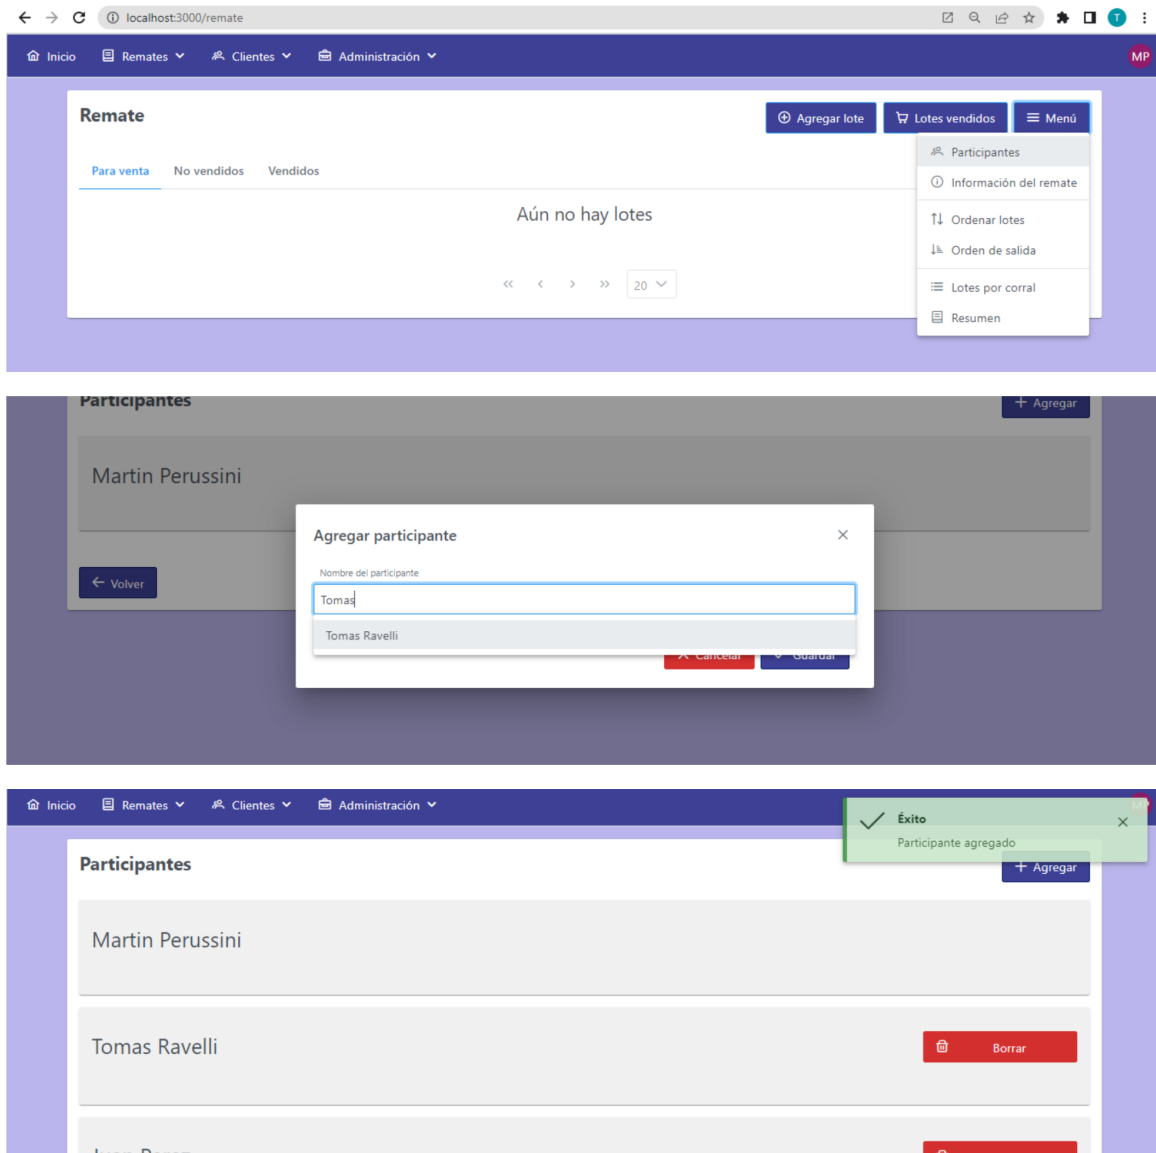 localhost:3000/remate
T
Inicio Remates Clientes Administración MP
Remate Agregar lote Lotes vendidos Menú
Participantes
Para venta No vendidos Vendidos
Información del remate
Aún no hay lotes
Ordenar lotes
Orden de salida
20
Lotes por corral
Resumen
Participantes Agregar
Martin Perussini
Agregar participante
Nombre del participante
Volver
Tomas
Tomas Ravelli
Cancelar Guardar
Inicio Remates Clientes Administración MP
Éxito
Participante agregado
Participantes Agregar
Martin Perussini
Tomas Ravelli Borrar